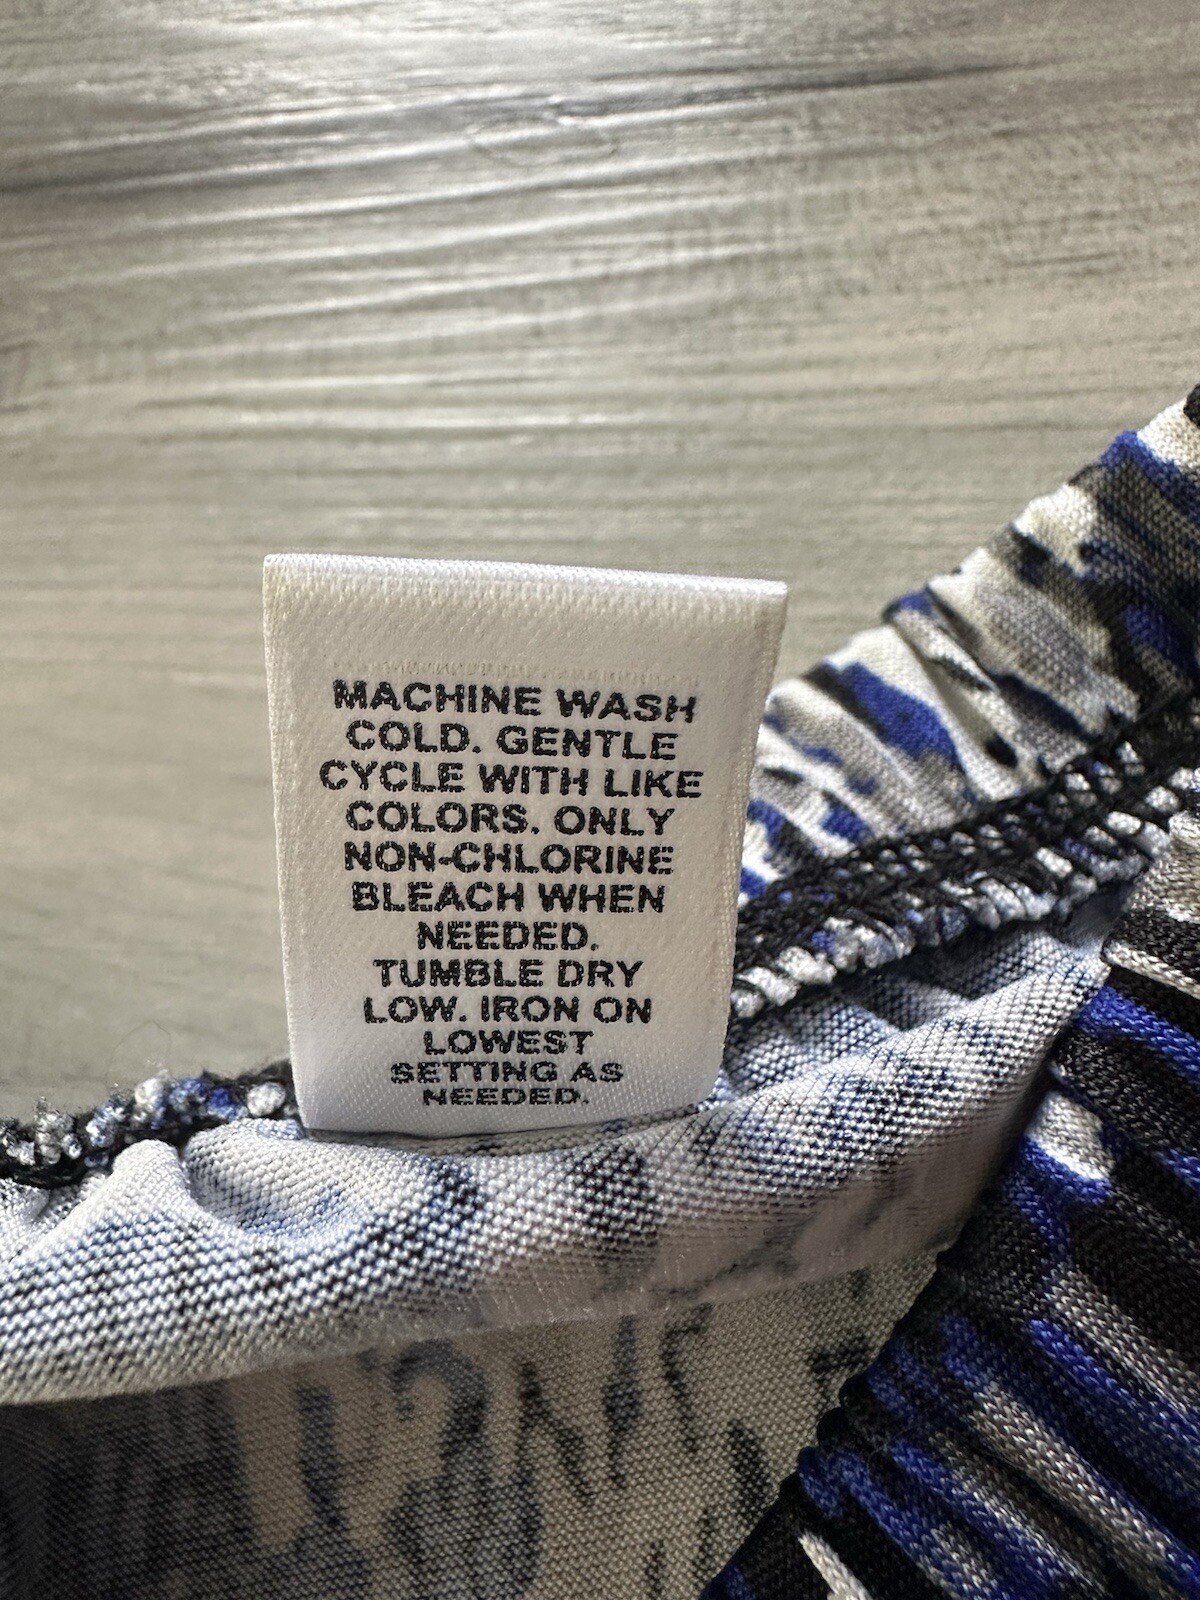 MACHINE WASH
COLD. GENTLE
CYCLE WITH LIKE
COLORS. ONLY
NON-CHLORINE
BLEACH WHEN
NEEDED.
TUMBLE DRY
LOW. IRON ON
LOWEST
SETTING AS
NEEDED.